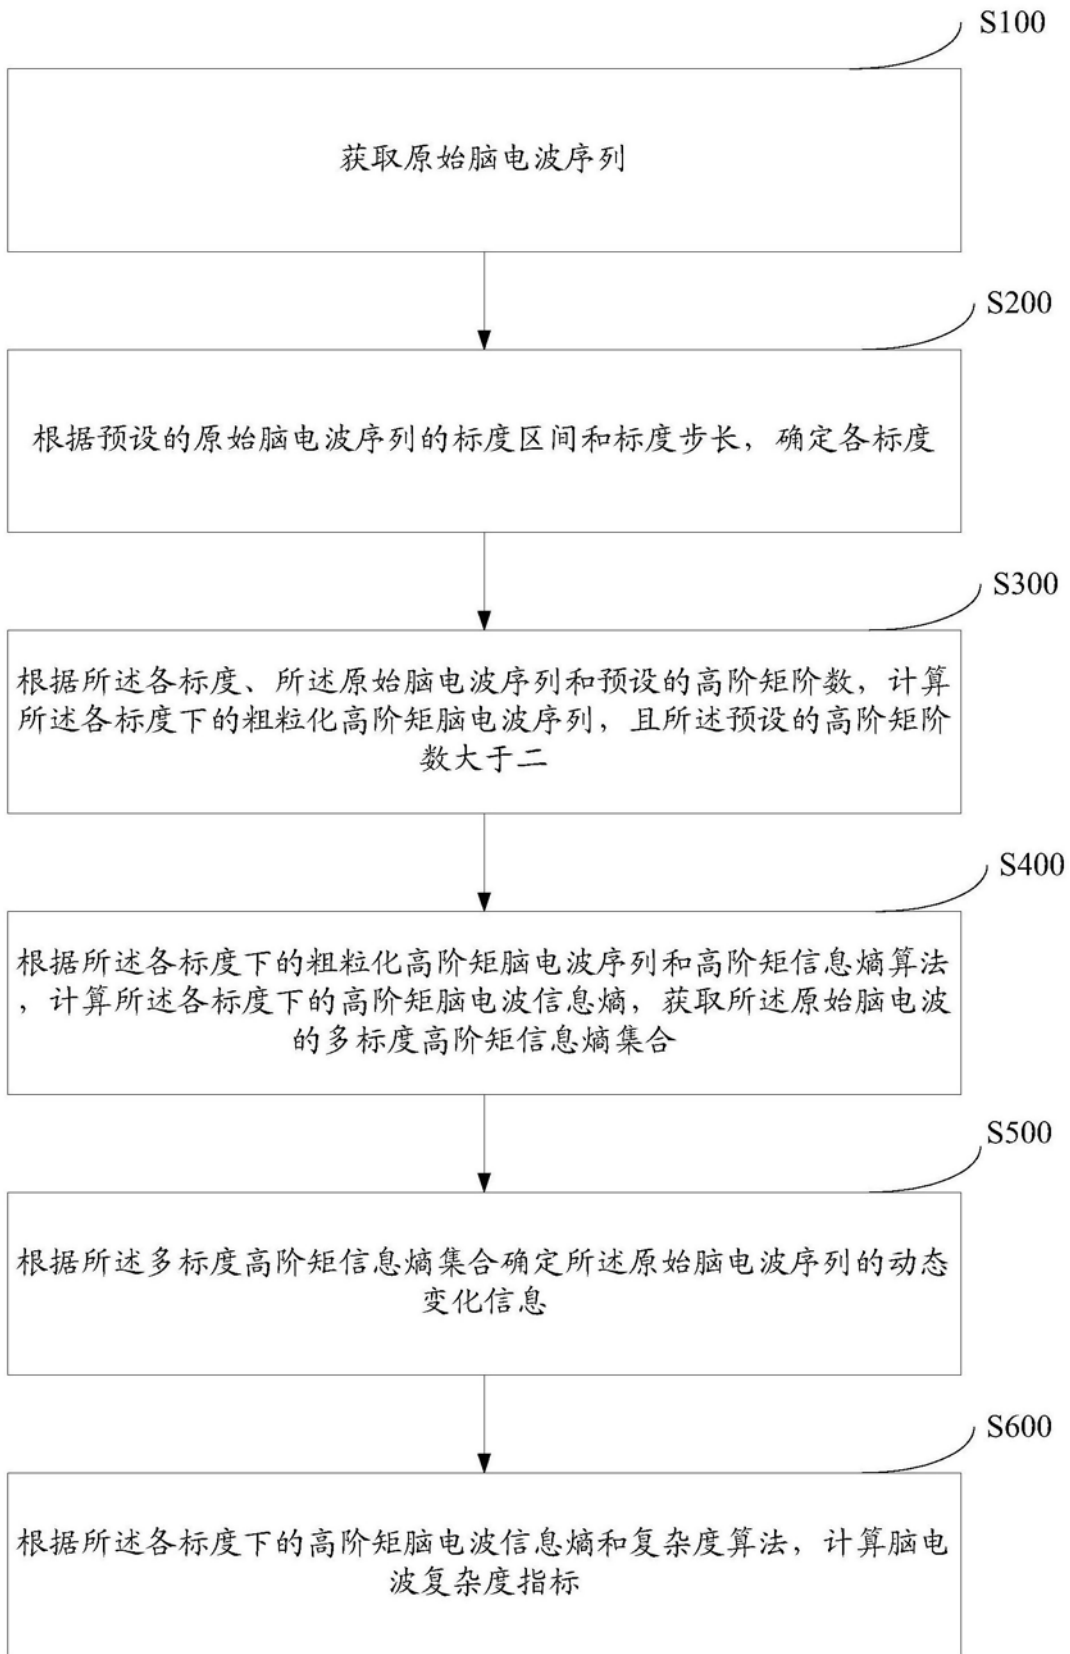 S100
获取原始脑电波序列
S200
根据预设的原始脑电波序列的标度区间和标度步长，确定各标度
S300
根据所述各标度、所述原始脑电波序列和预设的高阶矩阶数，计算
所述各标度下的粗粒化高阶矩脑电波序列，且所述预设的高阶矩阶
数大于二
S400
根据所述各标度下的粗粒化高阶矩脑电波序列和高阶矩信息熵算法
，计算所述各标度下的高阶矩脑电波信息熵，获取所述原始脑电波
的多标度高阶矩信息熵集合
S500
根据所述多标度高阶矩信息熵集合确定所述原始脑电波序列的动态
变化信息
S600
根据所述各标度下的高阶矩脑电波信息熵和复杂度算法，计算脑电
波复杂度指标